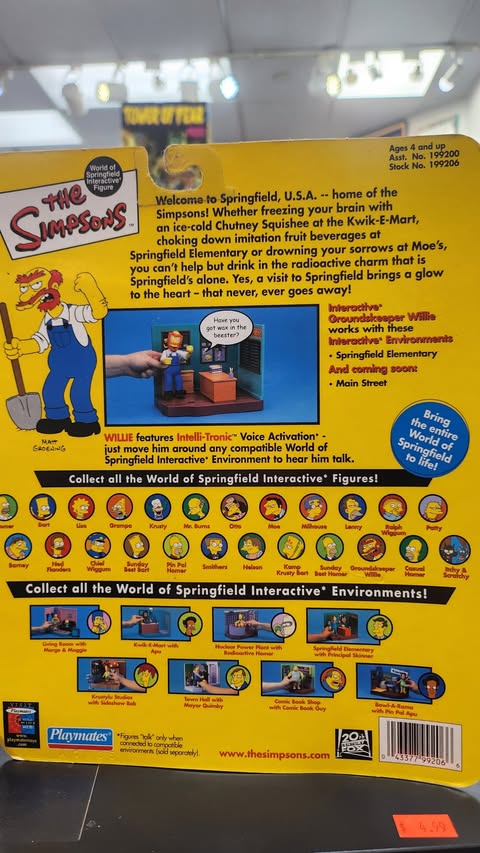 TOWER OF FEAR
Ages 4 and up
Asst. No. 199200
Stock No. 199206
World of
Springfield
Interactive*
Figure
THE
SIMPSONS™
Welcome to Springfield, U.S.A. -- home of the
Simpsons! Whether freezing your brain with
an ice-cold Chutney Squishee at the Kwik-E-Mart,
choking down imitation fruit beverages at
Springfield Elementary or drowning your sorrows at Moe's,
you can't help but drink in the radioactive charm that is
Springfield's alone. Yes, a visit to Springfield brings a glow
to the heart – that never, ever goes away!
Have you
got wax in the
beester?
Interactive*
Groundskeeper Willie
works with these
Interactive* Environments
• Springfield Elementary
And coming soon:
• Main Street
MATT
GROENING
WILLIE features Intelli-Tronic™ Voice Activation* -
just move him around any compatible World of
Springfield Interactive* Environment to hear him talk.
Bring
the entire
World of
Springfield
to life!
Collect all the World of Springfield Interactive* Figures!
mer Bart Lisa Grampa Krusty Mr. Burns Otto Moe Milhouse Lenny Ralph Wiggum Patty
Barney Ned Flanders Chief Wiggum Sunday Best Bart Pin Pal Homer Smithers Nelson Kamp Krusty Bart Sunday Best Homer Groundskeeper Willie Casual Homer Itchy & Scratchy
Collect all the World of Springfield Interactive* Environments!
Living Room with
Marge & Maggie
Kwik-E-Mart with
Apu
Nuclear Power Plant with
Radioactive Homer
Springfield Elementary
with Principal Skinner
Krustylu Studios
with Sideshow Bob
Town Hall with
Mayor Quimby
Comic Book Shop
with Comic Book Guy
Bowl-A-Rama
with Pin Pal Apu
VISIT
Playmates
www.
playmatestoys
.com
Playmates®
*Figures "talk" only when
connected to compatible
environments (sold separately).
www.thesimpsons.com
20th
CENTURY
FOX
0 43377 99206 6
$ 4.99